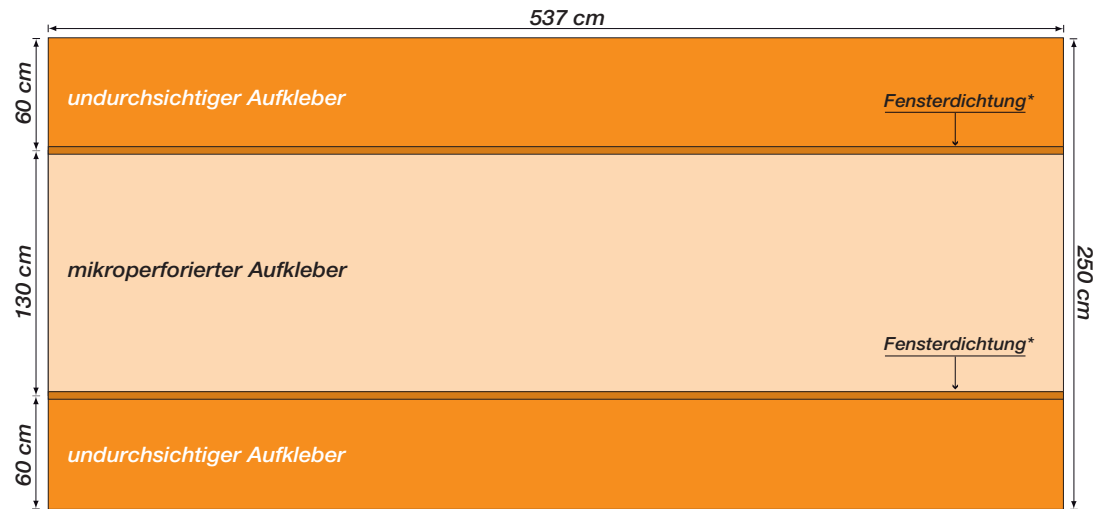 537 cm
60 cm
undurchsichtiger Aufkleber
Fensterdichtung*
130 cm
mikroperforierter Aufkleber
250 cm
Fensterdichtung*
60 cm
undurchsichtiger Aufkleber